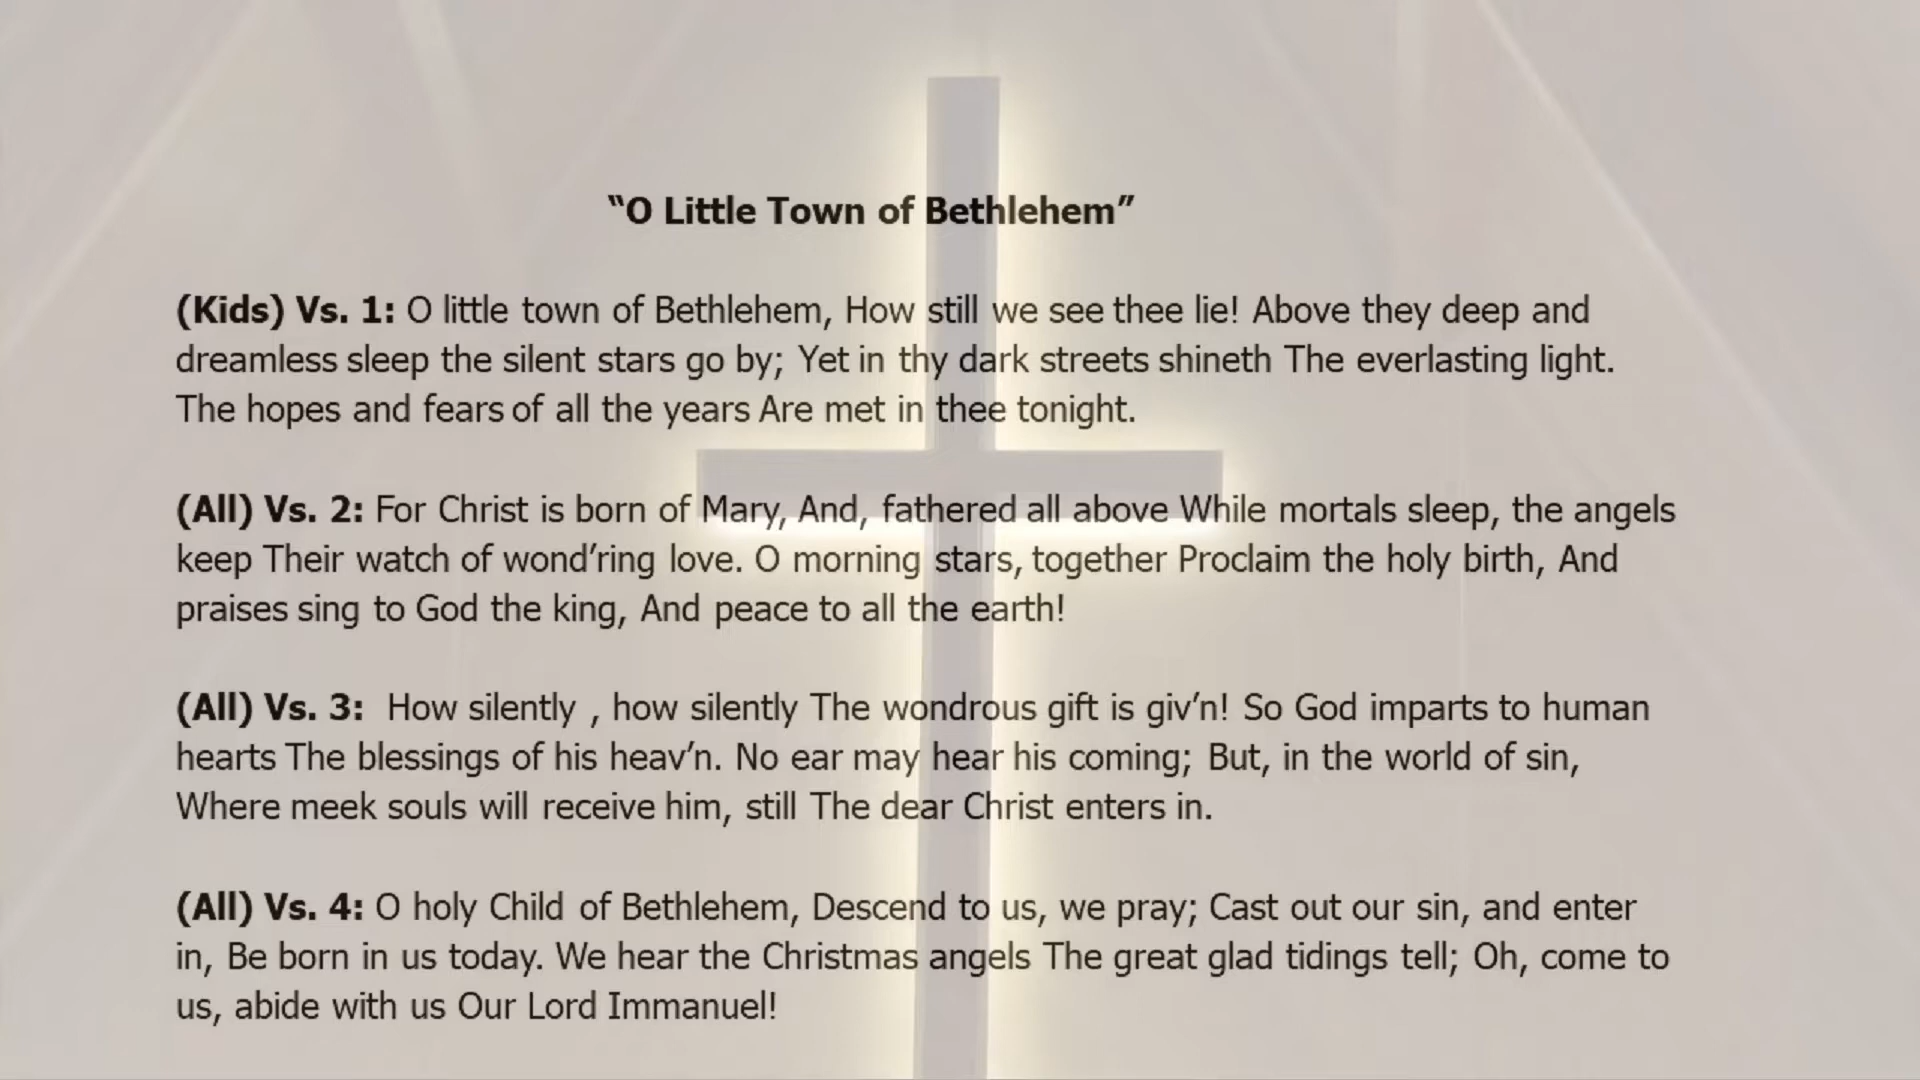 “O Little Town of Bethlehem”
(Kids) Vs. 1: O little town of Bethlehem, How still we see thee lie! Above they deep and
dreamless sleep the silent stars go by; Yet in thy dark streets shineth The everlasting light.
The hopes and fears of all the years Are met in thee tonight.
(All) Vs. 2: For Christ is born of Mary, And, fathered all above While mortals sleep, the angels
keep Their watch of wond’ring love. O morning stars, together Proclaim the holy birth, And
praises sing to God the king, And peace to all the earth!
(All) Vs. 3:  How silently , how silently The wondrous gift is giv’n! So God imparts to human
hearts The blessings of his heav’n. No ear may hear his coming; But, in the world of sin,
Where meek souls will receive him, still The dear Christ enters in.
(All) Vs. 4: O holy Child of Bethlehem, Descend to us, we pray; Cast out our sin, and enter
in, Be born in us today. We hear the Christmas angels The great glad tidings tell; Oh, come to
us, abide with us Our Lord Immanuel!